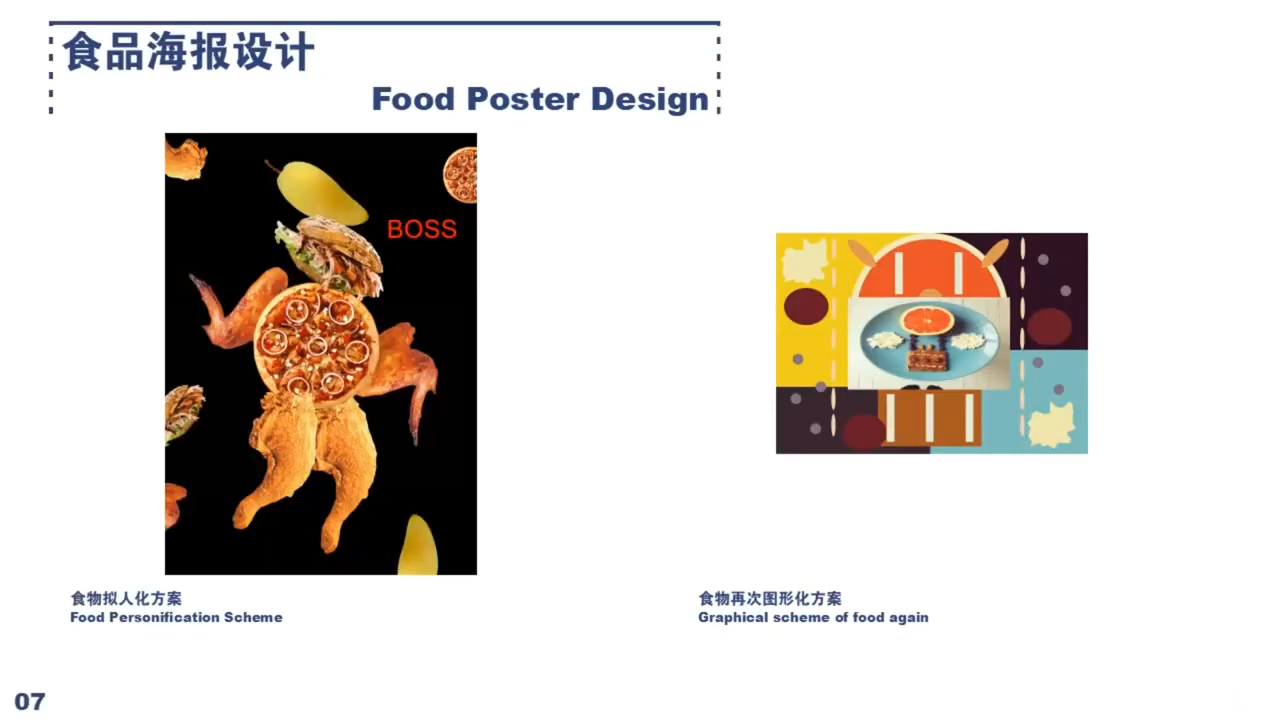 食品海报设计
Food Poster Design
BOSS
食物拟人化方案
Food Personification Scheme
食物再次图形化方案
Graphical scheme of food again
07